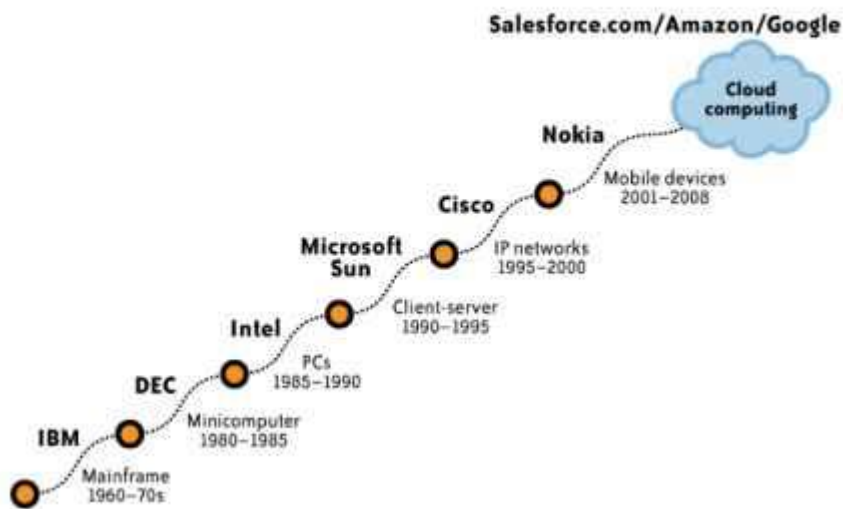 Salesforce.com/Amazon/Google
Cloud
computing
Nokia
Mobile devices
2001–2008
Cisco
IP networks
1995–2000
Microsoft
Sun
Client-server
1990–1995
Intel
PCs
1985–1990
DEC
Minicomputer
1980–1985
IBM
Mainframe
1960–70s